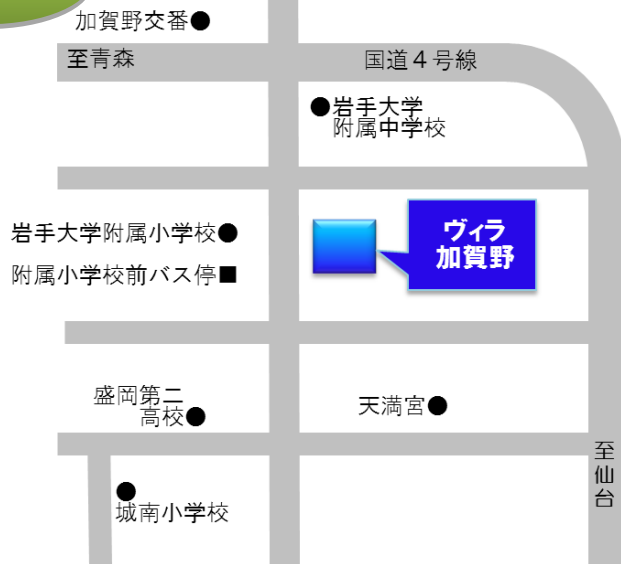 加賀野交番●
至青森
国道４号線
●岩手大学
附属中学校
岩手大学附属小学校●
附属小学校前バス停■
ヴィラ
加賀野
盛岡第二
高校●
天満宮●
至仙台
●
城南小学校